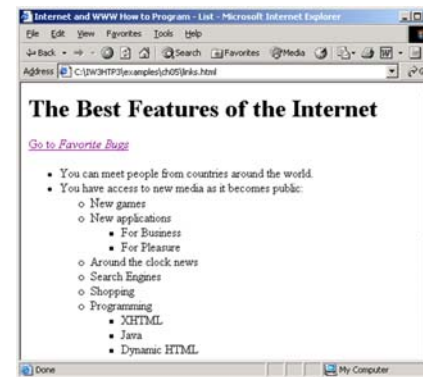 Internet and WWW How to Program - List - Microsoft Internet Explorer
File Edit View Favorites Tools Help
Back Search Favorites Media
Address C:\IW3HTP3\examples\ch05\links.html
The Best Features of the Internet
Go to Favorite Bugs
You can meet people from countries around the world.
You have access to new media as it becomes public:
New games
New applications
For Business
For Pleasure
Around the clock news
Search Engines
Shopping
Programming
XHTML
Java
Dynamic HTML
Done My Computer